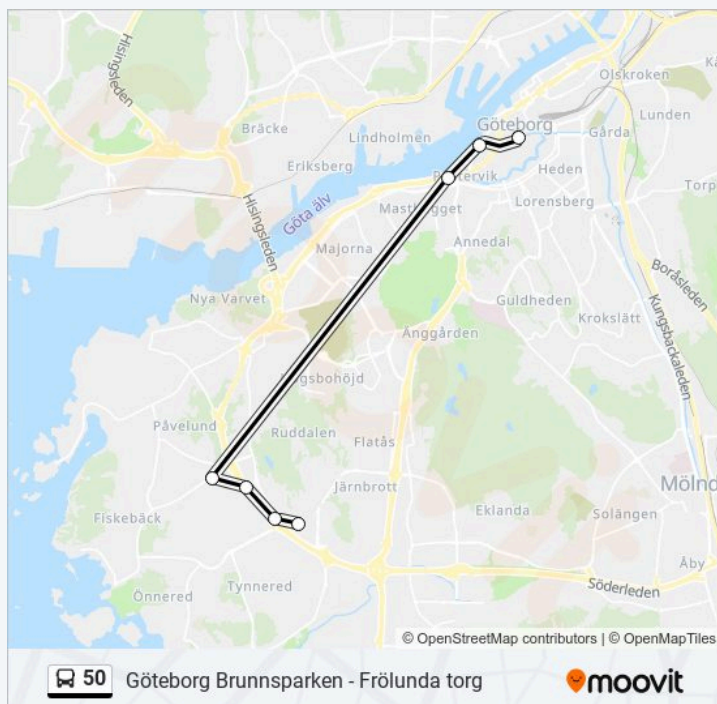 Hisingsleden
Olskroken
Bräcke
Göteborg
Lunden
Lindholmen
Gårda
Eriksberg
Heden
Göta älv
Torp
Hisingsleden
Masthugget
Lorensberg
Majorna
Annedal
Boråsleden
Nya Varvet
Guldheden
Krokslätt
Kungsbackaleden
Änggården
Påvelund
Ruddalen
Flatås
Järnbrott
Mölnd
Fiskebäck
Eklanda
Solängen
Tynnered
Åby
Önnered
Söderleden
© OpenStreetMap contributors | © OpenMapTiles
50 Göteborg Brunnsparken - Frölunda torg moovit